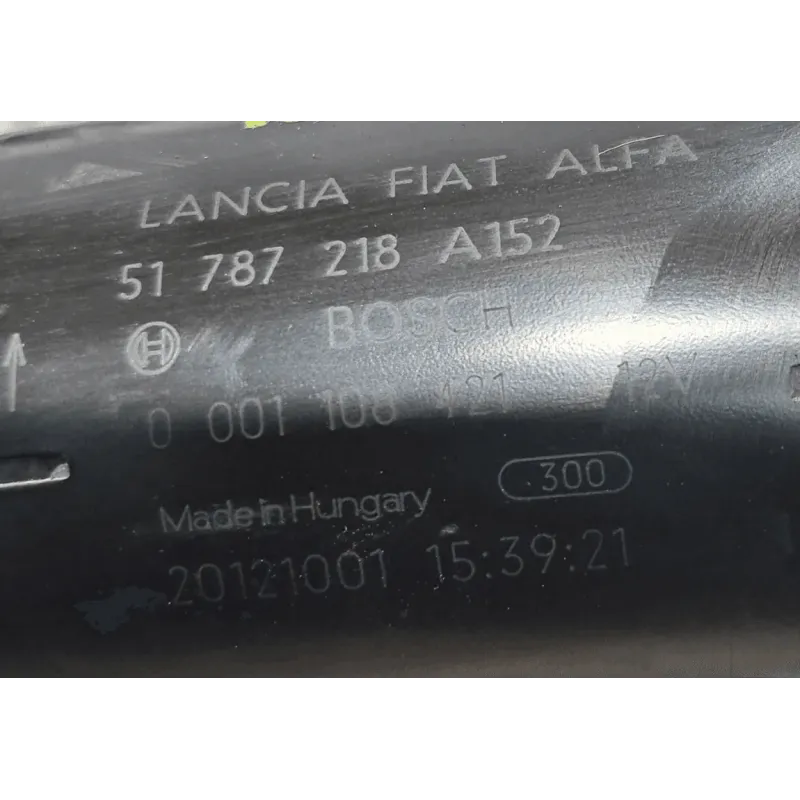 LANCIA FIAT ALFA
51 787 218 A152
BOSCH
0 001 108 421 12V
300
Made in Hungary
20121001 15:39:21